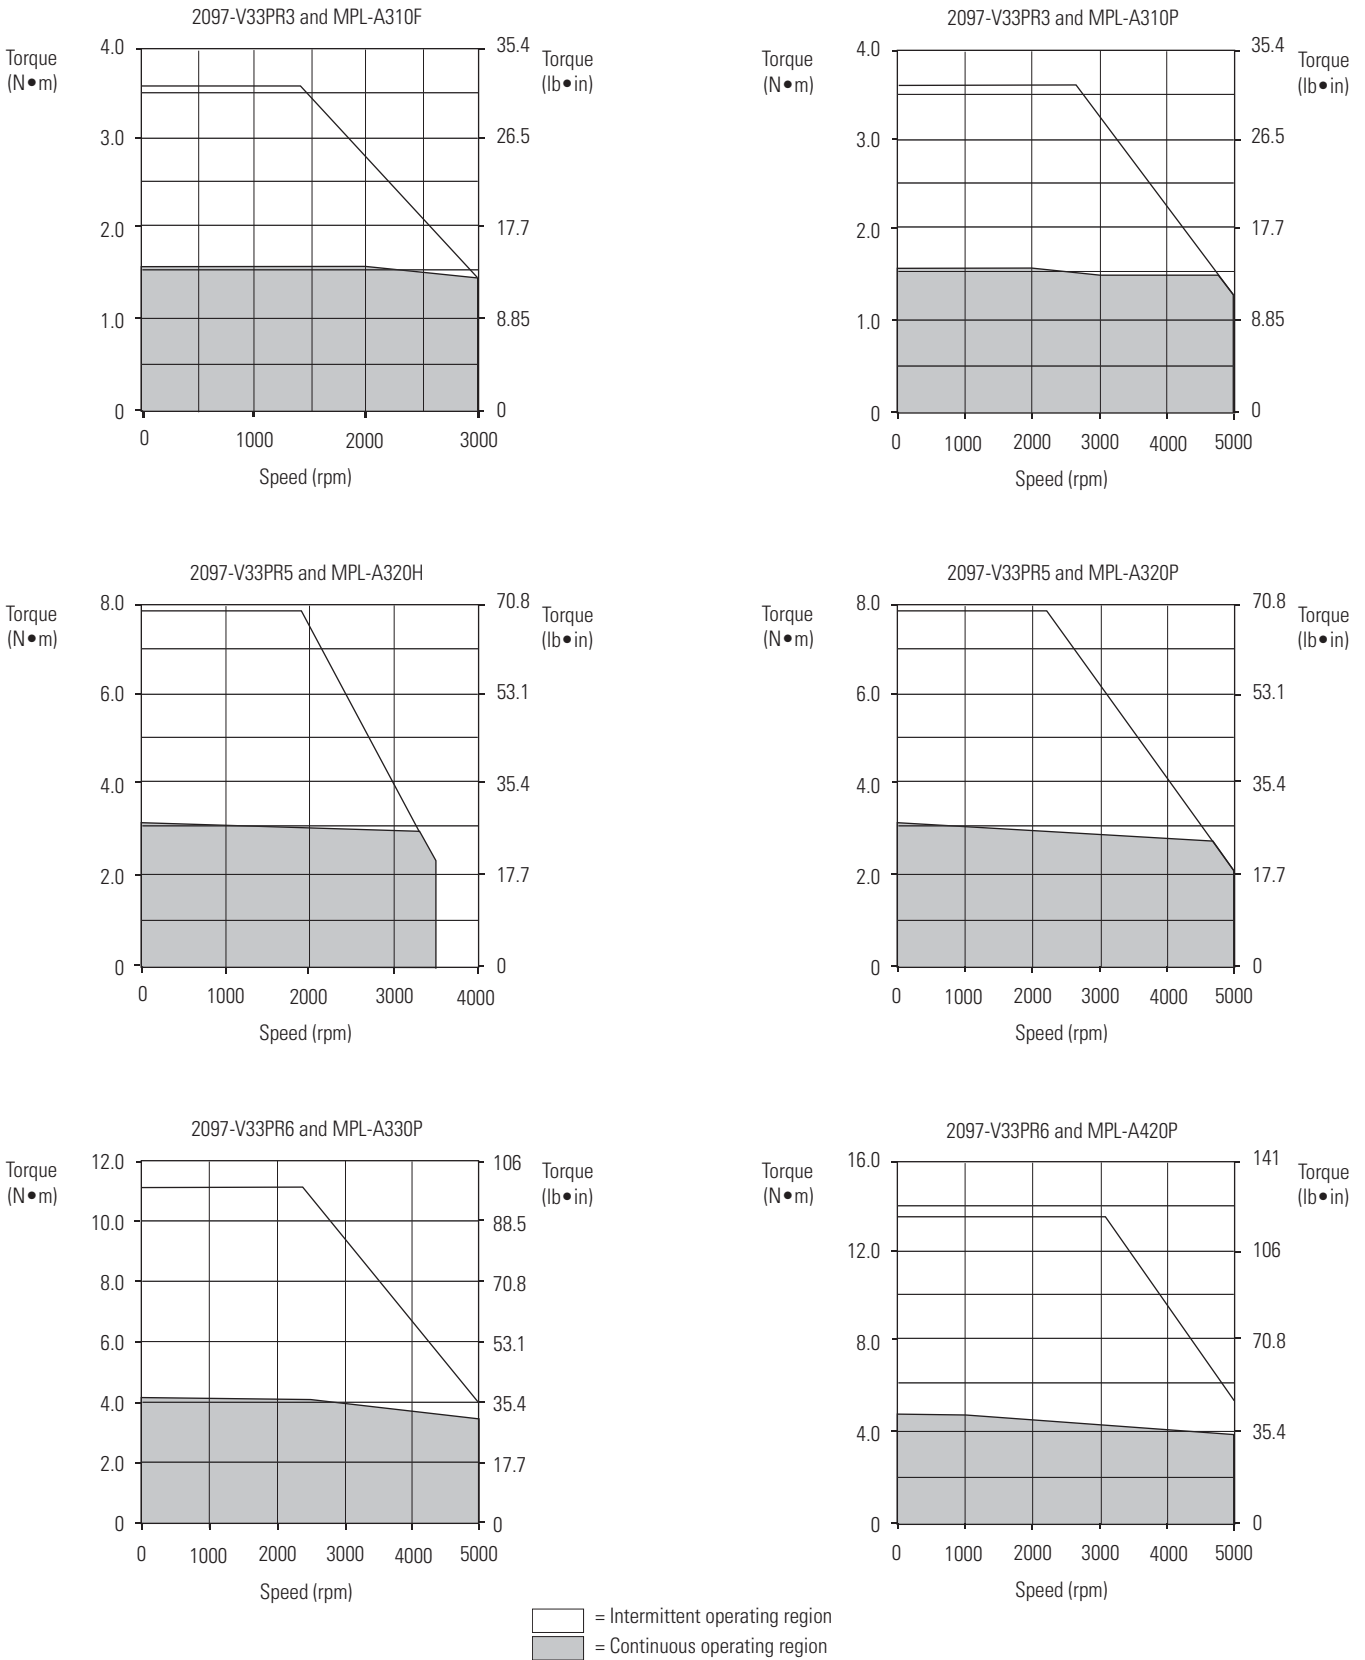 2097-V33PR3 and MPL-A310F
Torque
(N•m)
4.0
3.0
2.0
1.0
0
35.4
26.5
17.7
8.85
0
Torque
(lb•in)
0 1000 2000 3000
Speed (rpm)
2097-V33PR3 and MPL-A310P
Torque
(N•m)
4.0
3.0
2.0
1.0
0
35.4
26.5
17.7
8.85
0
Torque
(lb•in)
0 1000 2000 3000 4000 5000
Speed (rpm)
2097-V33PR5 and MPL-A320H
Torque
(N•m)
8.0
6.0
4.0
2.0
0
70.8
53.1
35.4
17.7
0
Torque
(lb•in)
0 1000 2000 3000 4000
Speed (rpm)
2097-V33PR5 and MPL-A320P
Torque
(N•m)
8.0
6.0
4.0
2.0
0
70.8
53.1
35.4
17.7
0
Torque
(lb•in)
0 1000 2000 3000 4000 5000
Speed (rpm)
2097-V33PR6 and MPL-A330P
Torque
(N•m)
12.0
10.0
8.0
6.0
4.0
2.0
0
106
88.5
70.8
53.1
35.4
17.7
0
Torque
(lb•in)
0 1000 2000 3000 4000 5000
Speed (rpm)
2097-V33PR6 and MPL-A420P
Torque
(N•m)
16.0
12.0
8.0
4.0
0
141
106
70.8
35.4
0
Torque
(lb•in)
0 1000 2000 3000 4000 5000
Speed (rpm)
= Intermittent operating region
= Continuous operating region